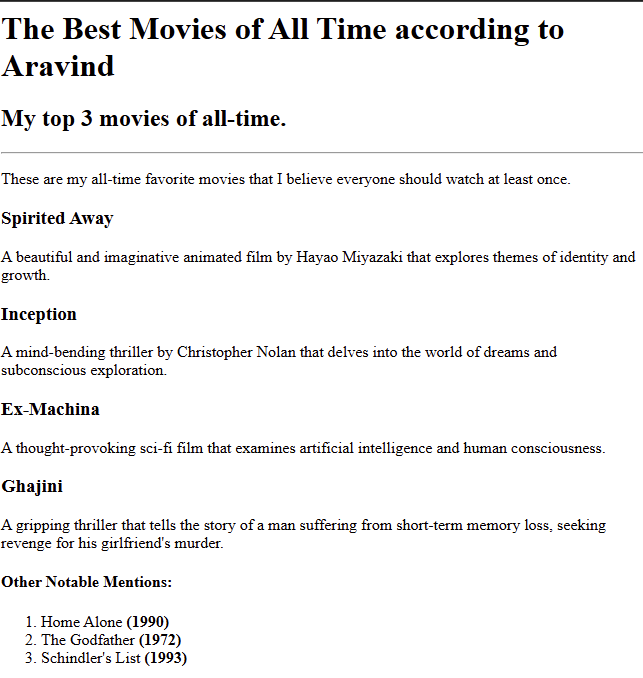 The Best Movies of All Time according to
Aravind
My top 3 movies of all-time.
These are my all-time favorite movies that I believe everyone should watch at least once.
Spirited Away
A beautiful and imaginative animated film by Hayao Miyazaki that explores themes of identity and
growth.
Inception
A mind-bending thriller by Christopher Nolan that delves into the world of dreams and
subconscious exploration.
Ex-Machina
A thought-provoking sci-fi film that examines artificial intelligence and human consciousness.
Ghajini
A gripping thriller that tells the story of a man suffering from short-term memory loss, seeking
revenge for his girlfriend's murder.
Other Notable Mentions:
1. Home Alone (1990)
2. The Godfather (1972)
3. Schindler's List (1993)